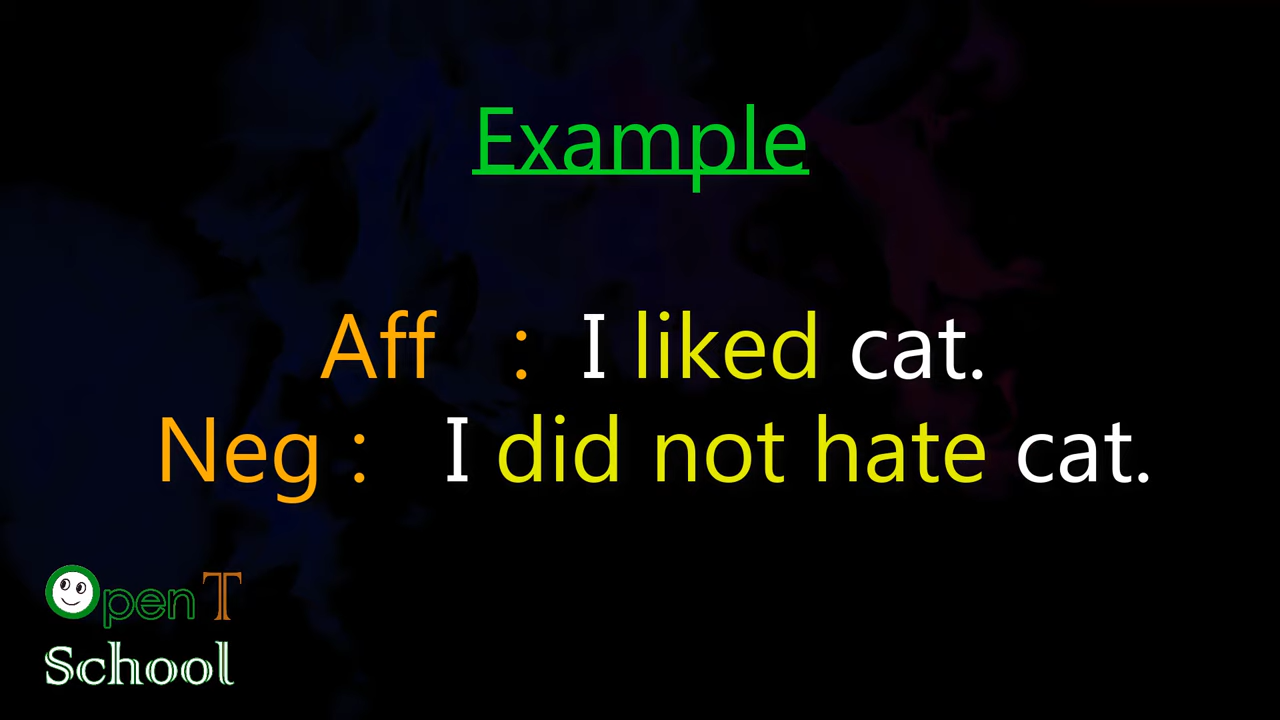 Example
Aff : I liked cat.
Neg : I did not hate cat.
Open T
School